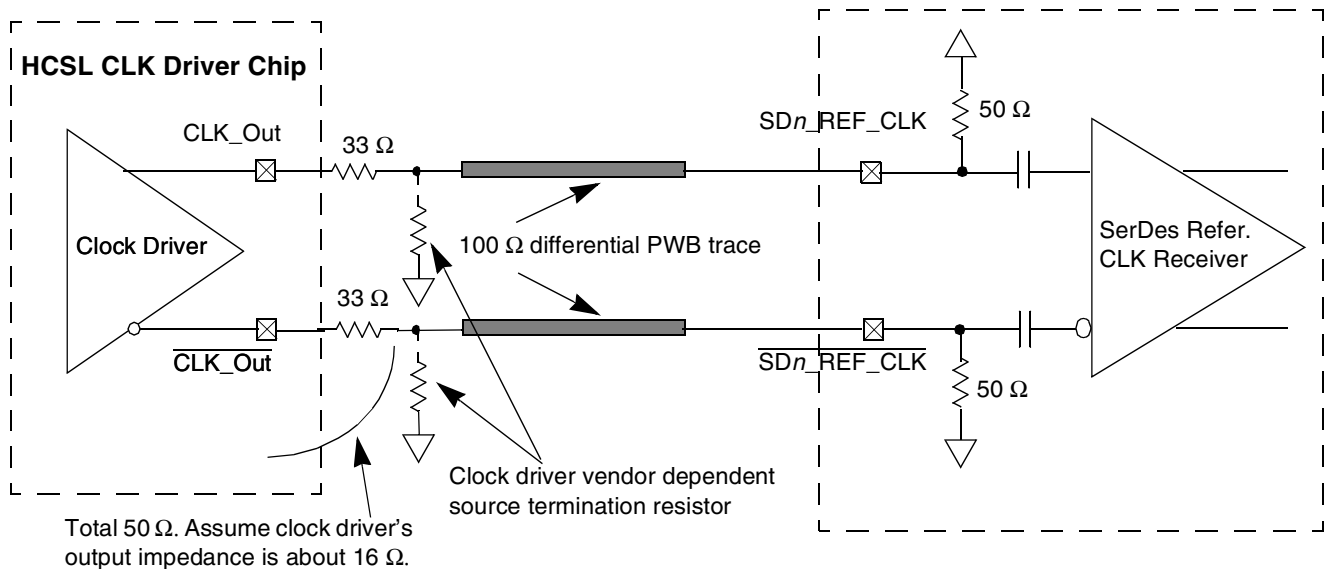 HCSL CLK Driver Chip
CLK_Out
33 Ω
SDn_REF_CLK
50 Ω
Clock Driver
100 Ω differential PWB trace
SerDes Refer.
CLK Receiver
33 Ω
CLK_Out
SDn_REF_CLK
50 Ω
Clock driver vendor dependent
source termination resistor
Total 50 Ω. Assume clock driver's
output impedance is about 16 Ω.